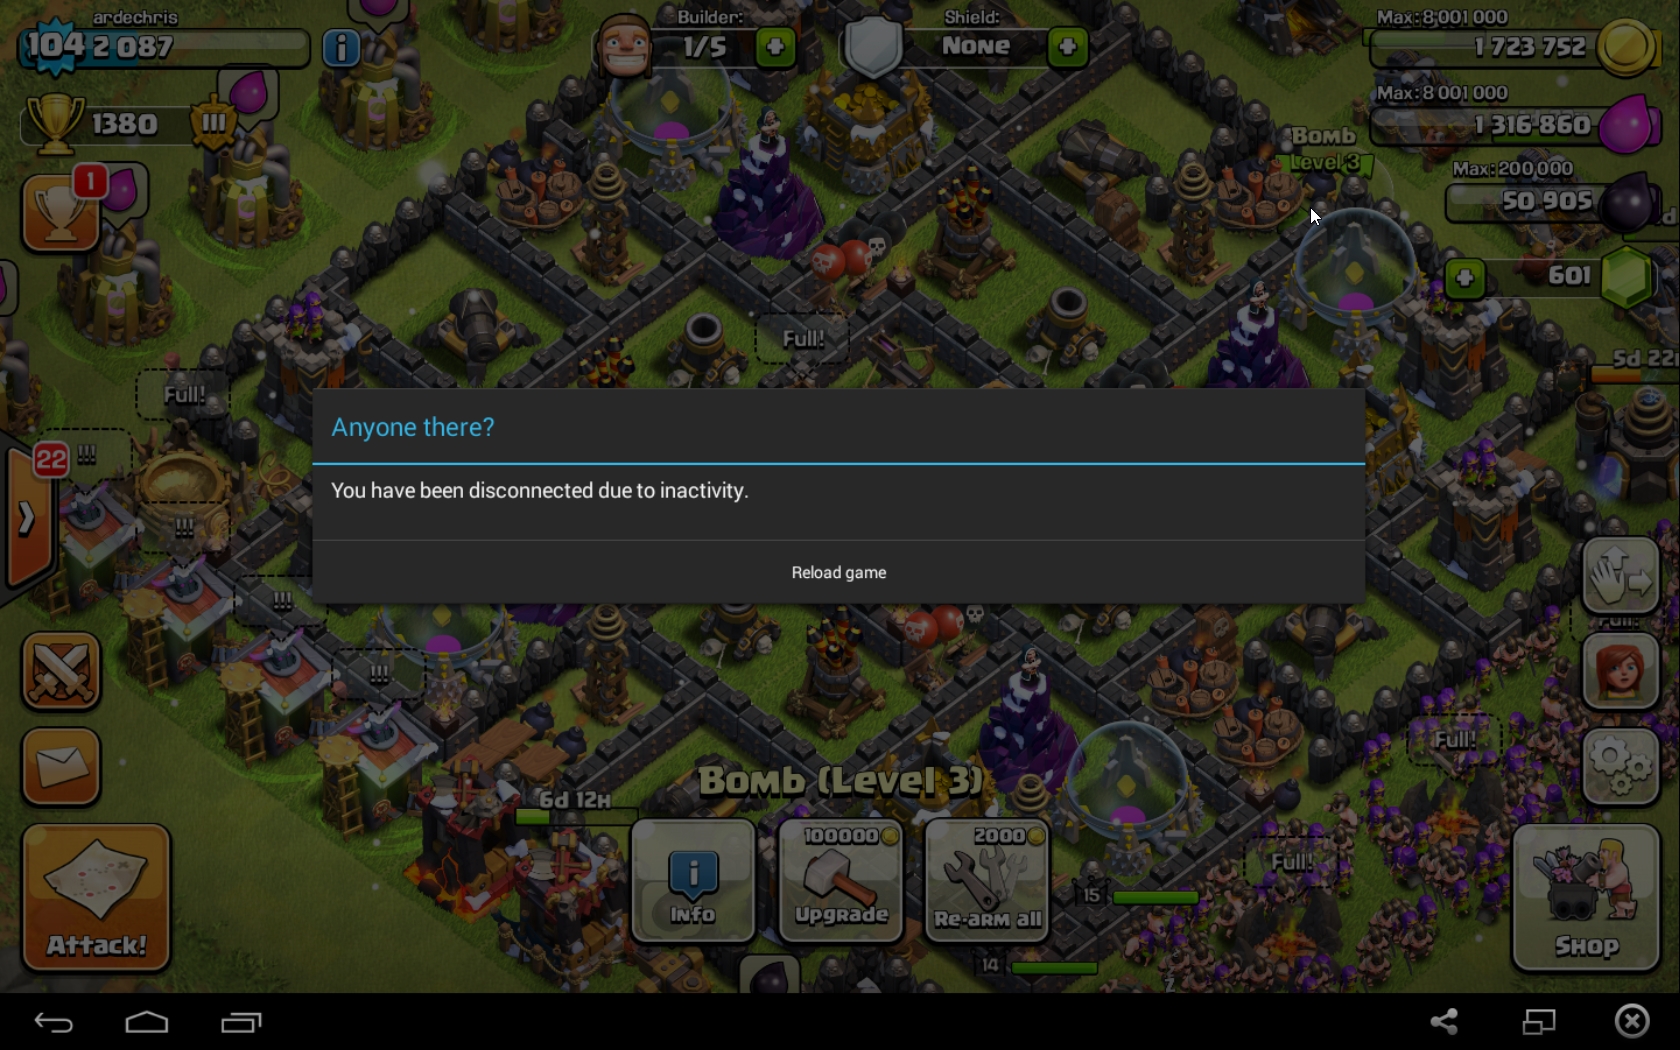 ardechris
104 2 087
Builder:
1/5
Shield:
None
Max: 8 001 000
1 723 752
Max: 8 001 000
1 316 860
Max: 200 000
50 905
601
1380
III
1
Bomb
Level 3
Full!
Full!
5d 22
22
!!!
!!!
!!!
!!!
Anyone there?
You have been disconnected due to inactivity.
Reload game
Full!
Full!
6d 12H
Bomb (Level 3)
Info
100000
Upgrade
2000
Re-arm all
15
14
Full!
Attack!
Shop